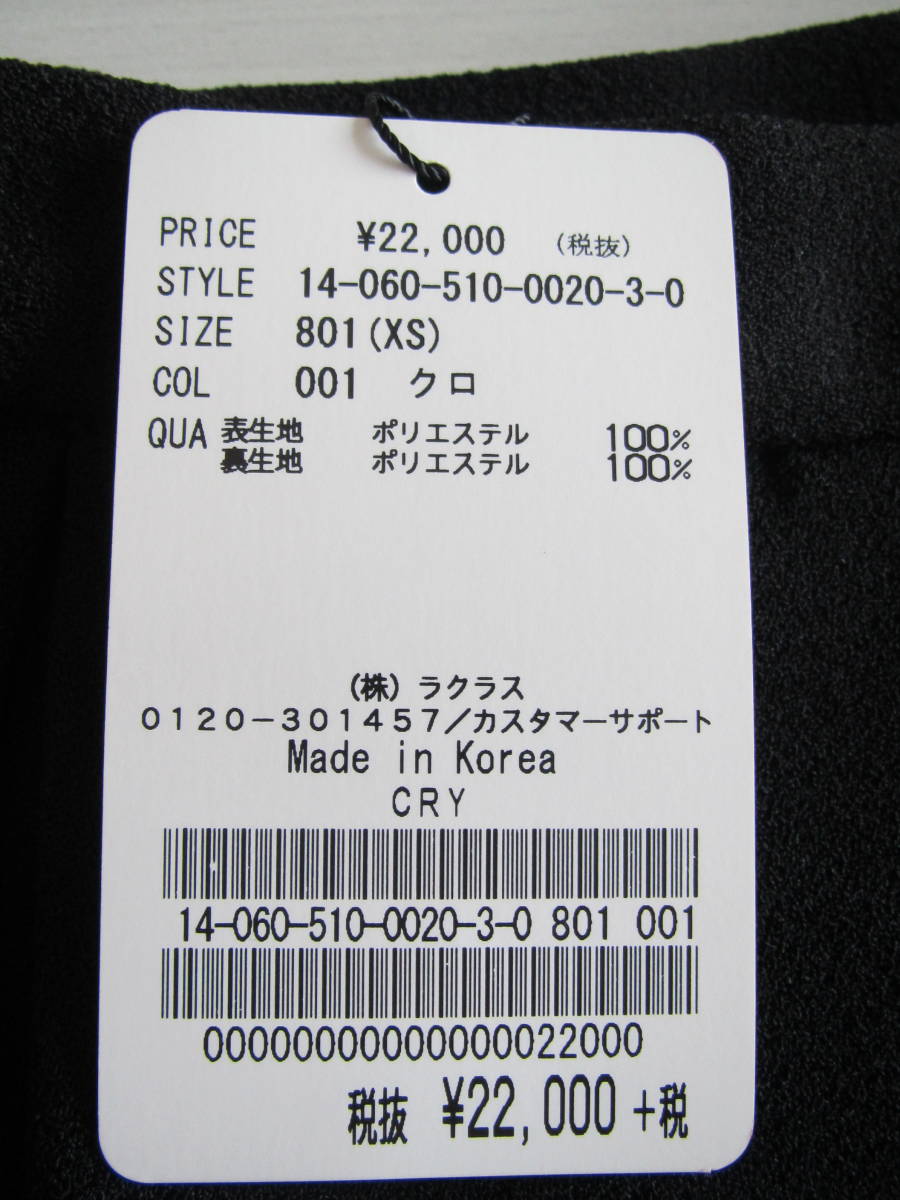 PRICE ¥22,000 (税抜)
STYLE 14-060-510-0020-3-0
SIZE 801(XS)
COL 001 クロ
QUA 表生地 ポリエステル 100%
裏生地 ポリエステル 100%
(株) ラクラス
0120-301457/カスタマーサポート
Made in Korea
CRY
14-060-510-0020-3-0 801 001
00000000000000022000
税抜 ¥22,000 +税